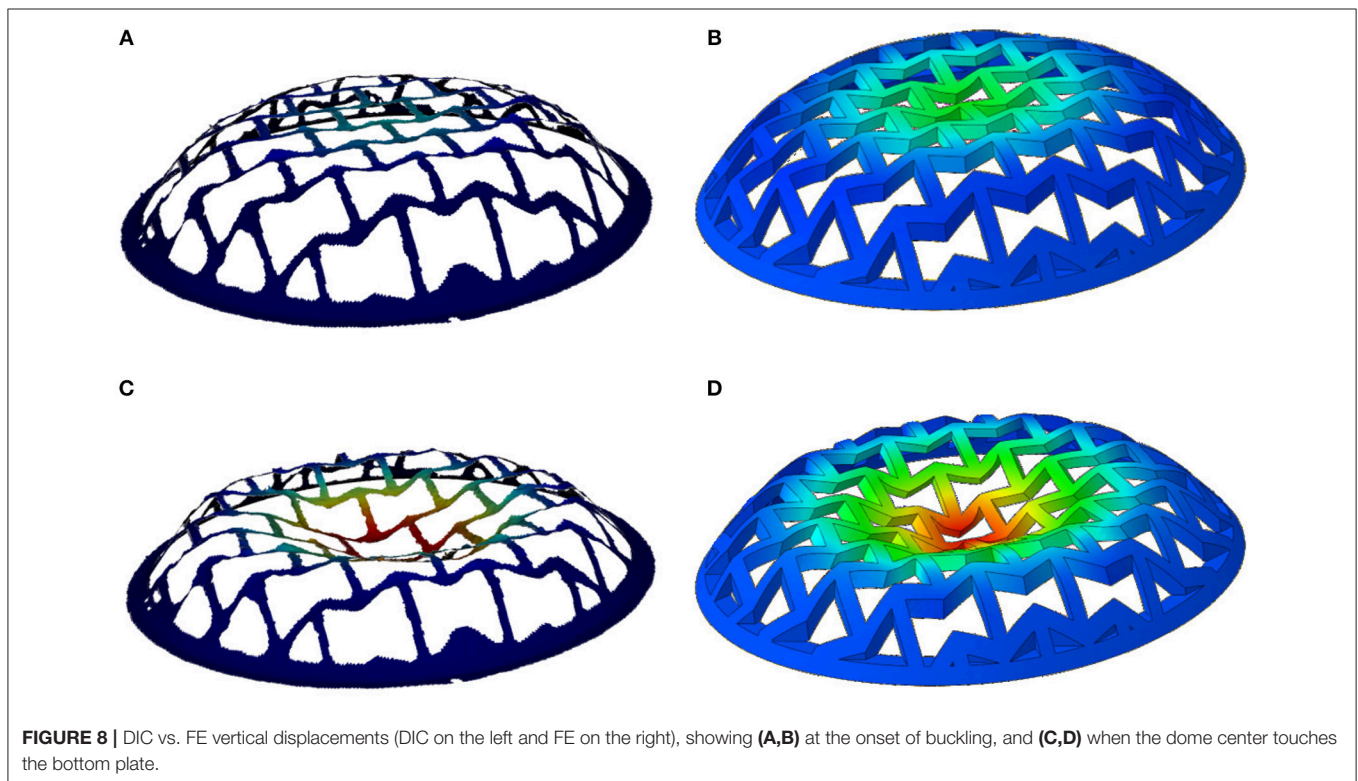 A
B
C
D
FIGURE 8 | DIC vs. FE vertical displacements (DIC on the left and FE on the right), showing (A,B) at the onset of buckling, and (C,D) when the dome center touches
the bottom plate.